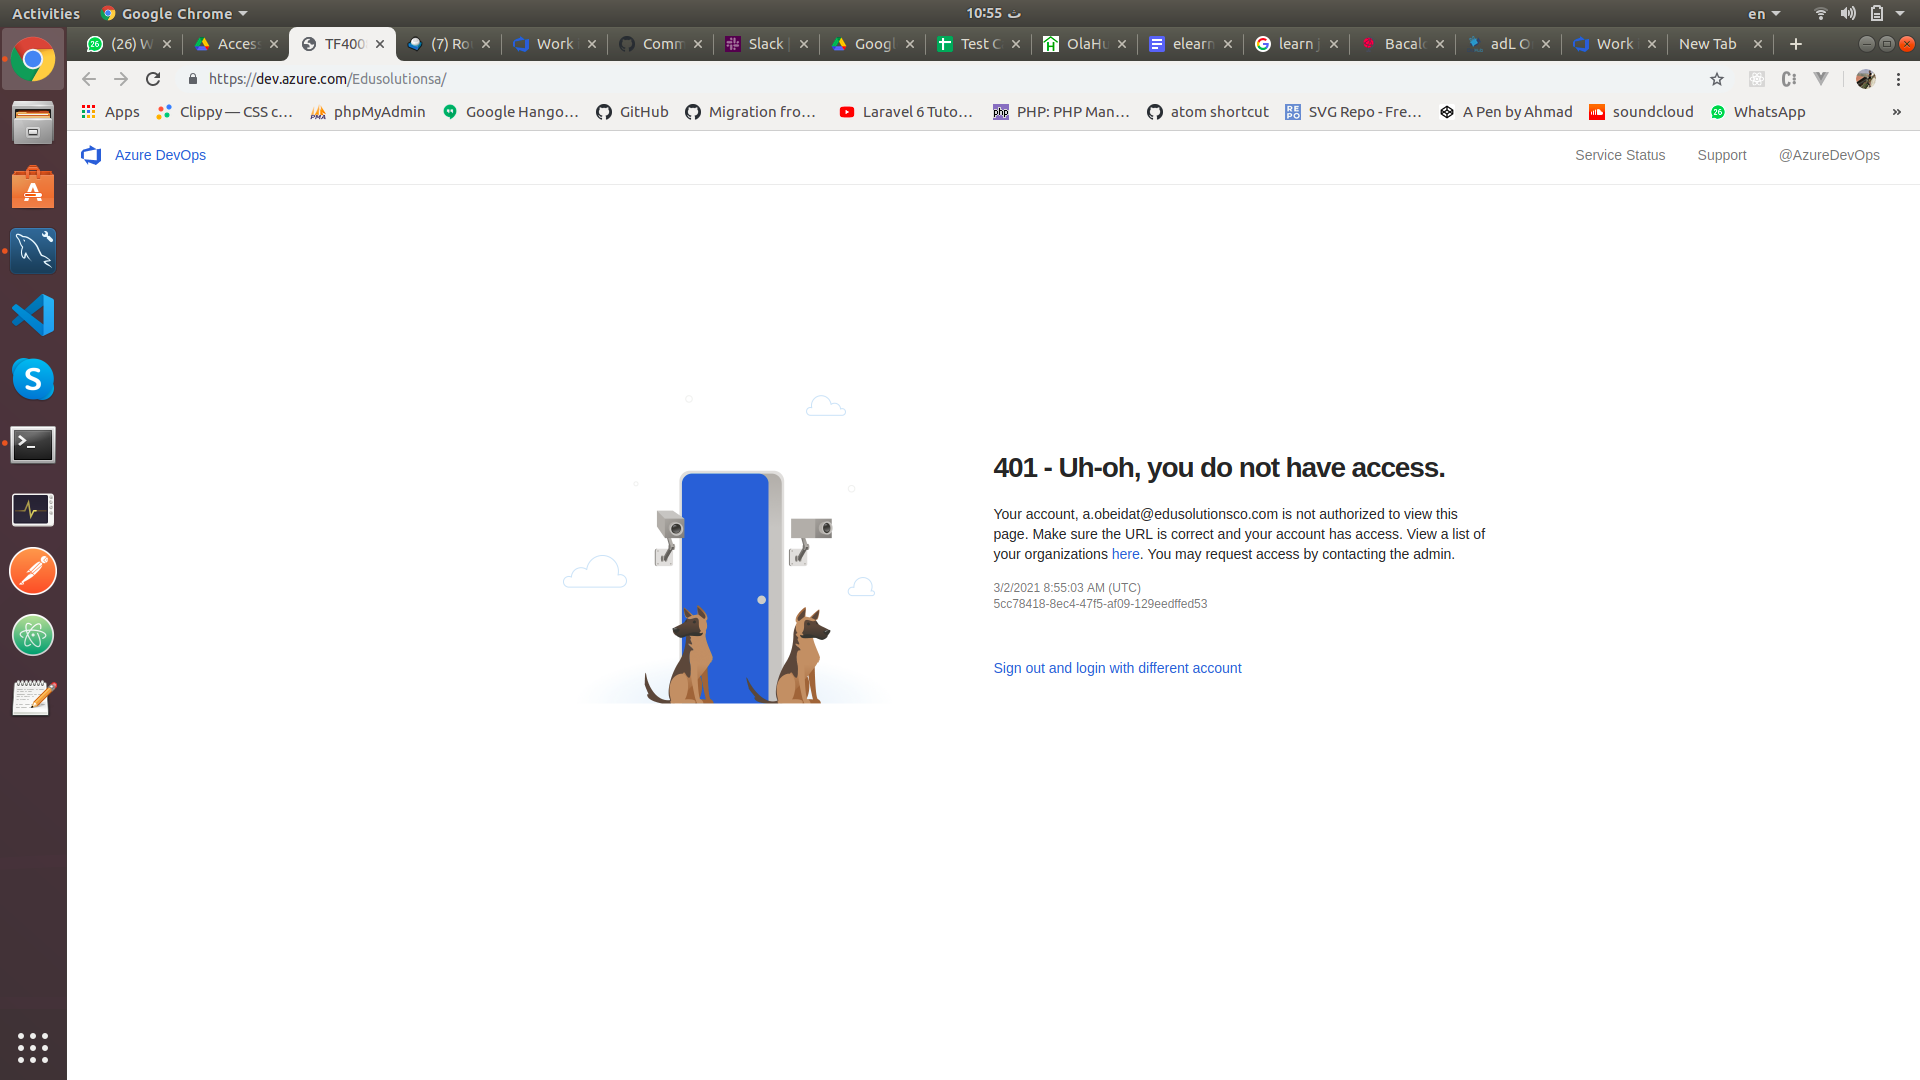 Activities
Google Chrome
10:55 ث
en
(26) W
Access
TF400
(7) Ro
Work
Comm
Slack |
Googl
Test C
OlaHu
elearn
learn j
Bacalo
adL O
Work
New Tab
https://dev.azure.com/Edusolutionsa/
Apps
Clippy — CSS c…
phpMyAdmin
Google Hango…
GitHub
Migration fro…
Laravel 6 Tuto…
PHP: PHP Man…
atom shortcut
SVG Repo - Fre…
A Pen by Ahmad
soundcloud
WhatsApp
»
Azure DevOps
Service Status
Support
@AzureDevOps
401 - Uh-oh, you do not have access.
Your account, a.obeidat@edusolutionsco.com is not authorized to view this
page. Make sure the URL is correct and your account has access. View a list of
your organizations here. You may request access by contacting the admin.
3/2/2021 8:55:03 AM (UTC)
5cc78418-8ec4-47f5-af09-129eedffed53
Sign out and login with different account